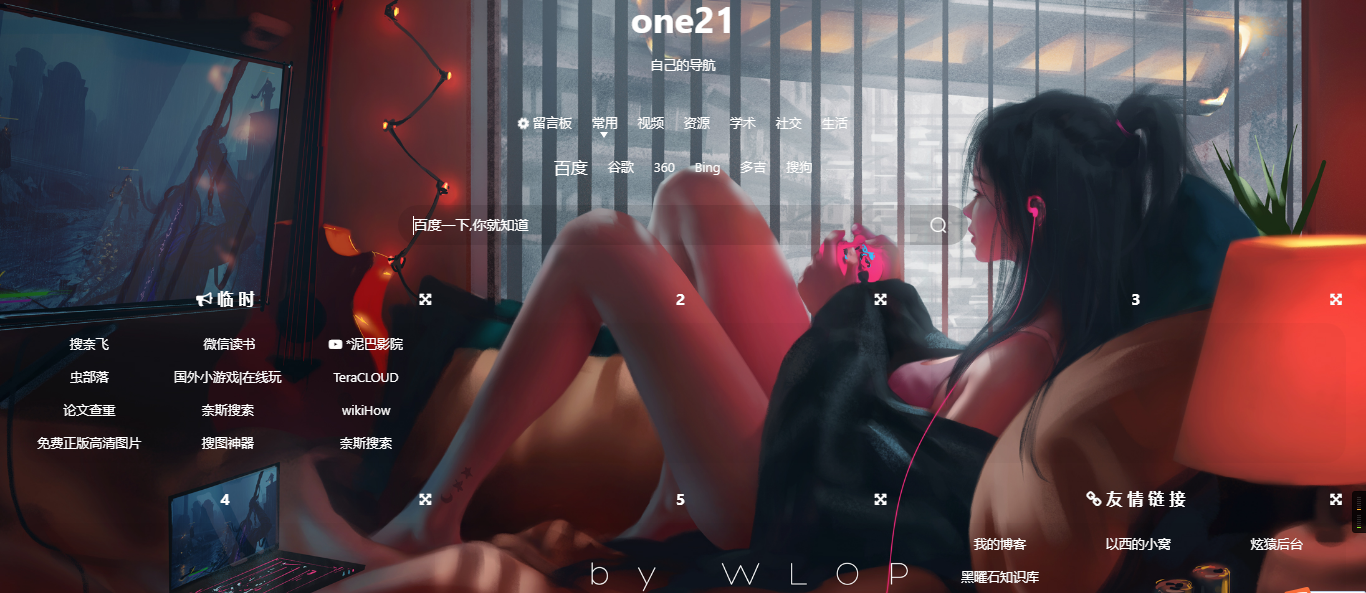 one21
自己的导航
留言板 常用 视频 资源 学术 社交 生活
百度 谷歌 360 Bing 多吉 搜狗
百度一下,你就知道
临时 2 3
搜奈飞 微信读书 *泥巴影院
虫部落 国外小游戏|在线玩 TeraCLOUD
论文查重 奈斯搜索 wikiHow
免费正版高清图片 搜图神器 奈斯搜索
4 5 友情链接
我的博客 以西的小窝 炫猿后台
黑曜石知识库
by WLOP